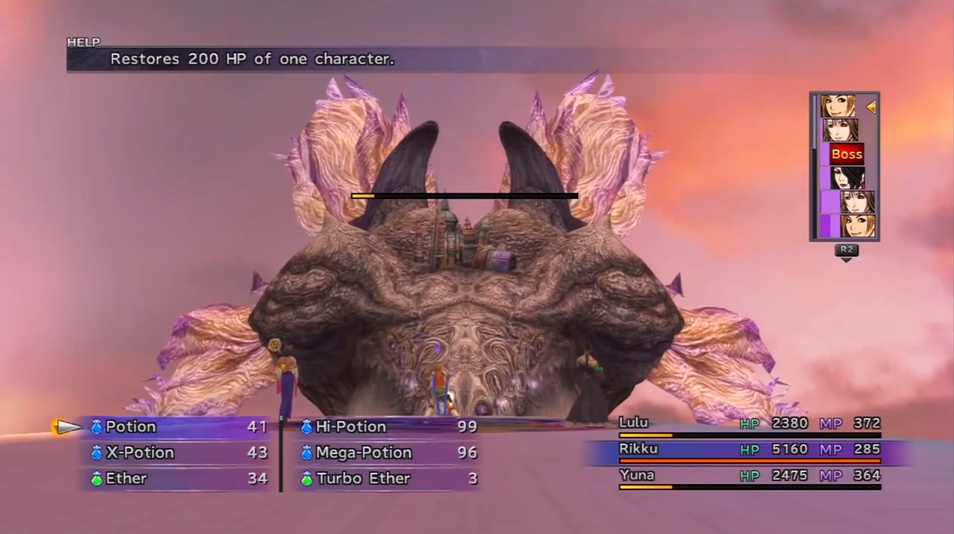 HELP
Restores 200 HP of one character.
Boss
R2
Potion 41
Hi-Potion 99
X-Potion 43
Mega-Potion 96
Ether 34
Turbo Ether 3
Lulu HP 2380 MP 372
Rikku HP 5160 MP 285
Yuna HP 2475 MP 364